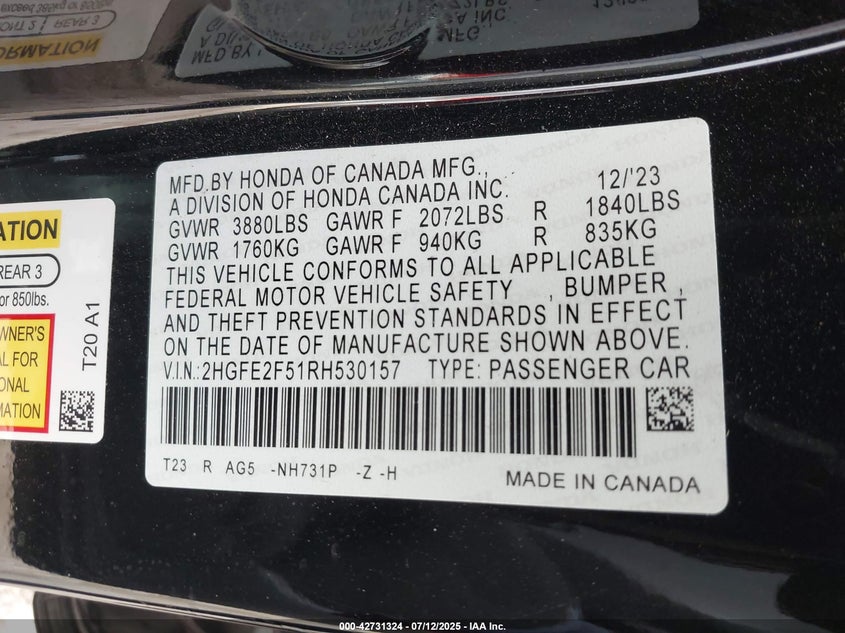 MFD.BY HONDA OF CANADA MFG., 12/'23
A DIVISION OF HONDA CANADA INC.
GVWR 3880LBS GAWR F 2072LBS R 1840LBS
GVWR 1760KG GAWR F 940KG R 835KG
THIS VEHICLE CONFORMS TO ALL APPLICABLE
FEDERAL MOTOR VEHICLE SAFETY , BUMPER ,
AND THEFT PREVENTION STANDARDS IN EFFECT
ON THE DATE OF MANUFACTURE SHOWN ABOVE.
V.I.N.:2HGFE2F51RH530157 TYPE: PASSENGER CAR
T23 R AG5 -NH731P -Z -H
MADE IN CANADA
REAR 3
or 850lbs.
T20 A1
000-42731324 | 07/12/2025 | IAA Inc.